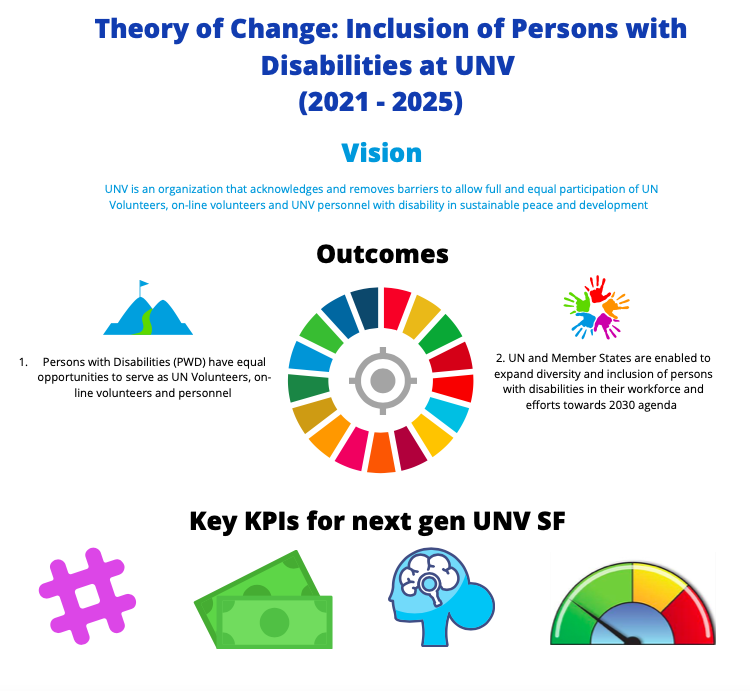 Theory of Change: Inclusion of Persons with
Disabilities at UNV
(2021 - 2025)
Vision
UNV is an organization that acknowledges and removes barriers to allow full and equal participation of UN
Volunteers, on-line volunteers and UNV personnel with disability in sustainable peace and development
Outcomes
1. Persons with Disabilities (PWD) have equal
opportunities to serve as UN Volunteers, on-
line volunteers and personnel
2. UN and Member States are enabled to
expand diversity and inclusion of persons
with disabilities in their workforce and
efforts towards 2030 agenda
Key KPIs for next gen UNV SF